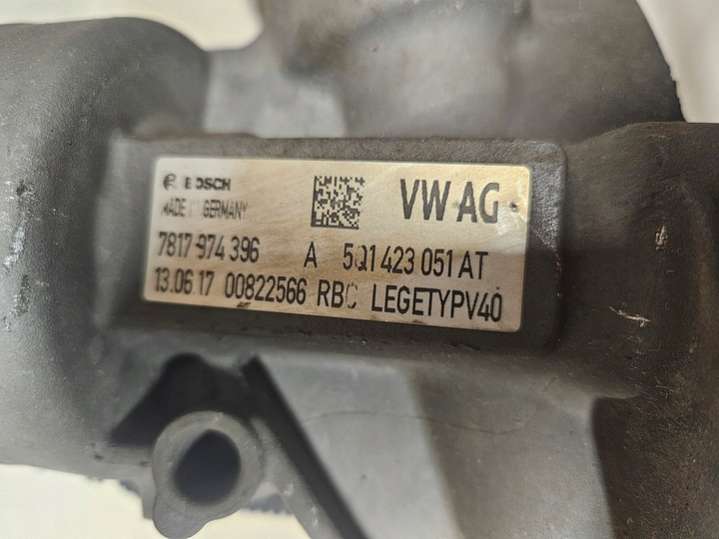 BOSCH
VW AG
MADE IN GERMANY
7817 974 396 A 5Q1 423 051 AT
13.06 17 00822566 RBC LEGETYPV40